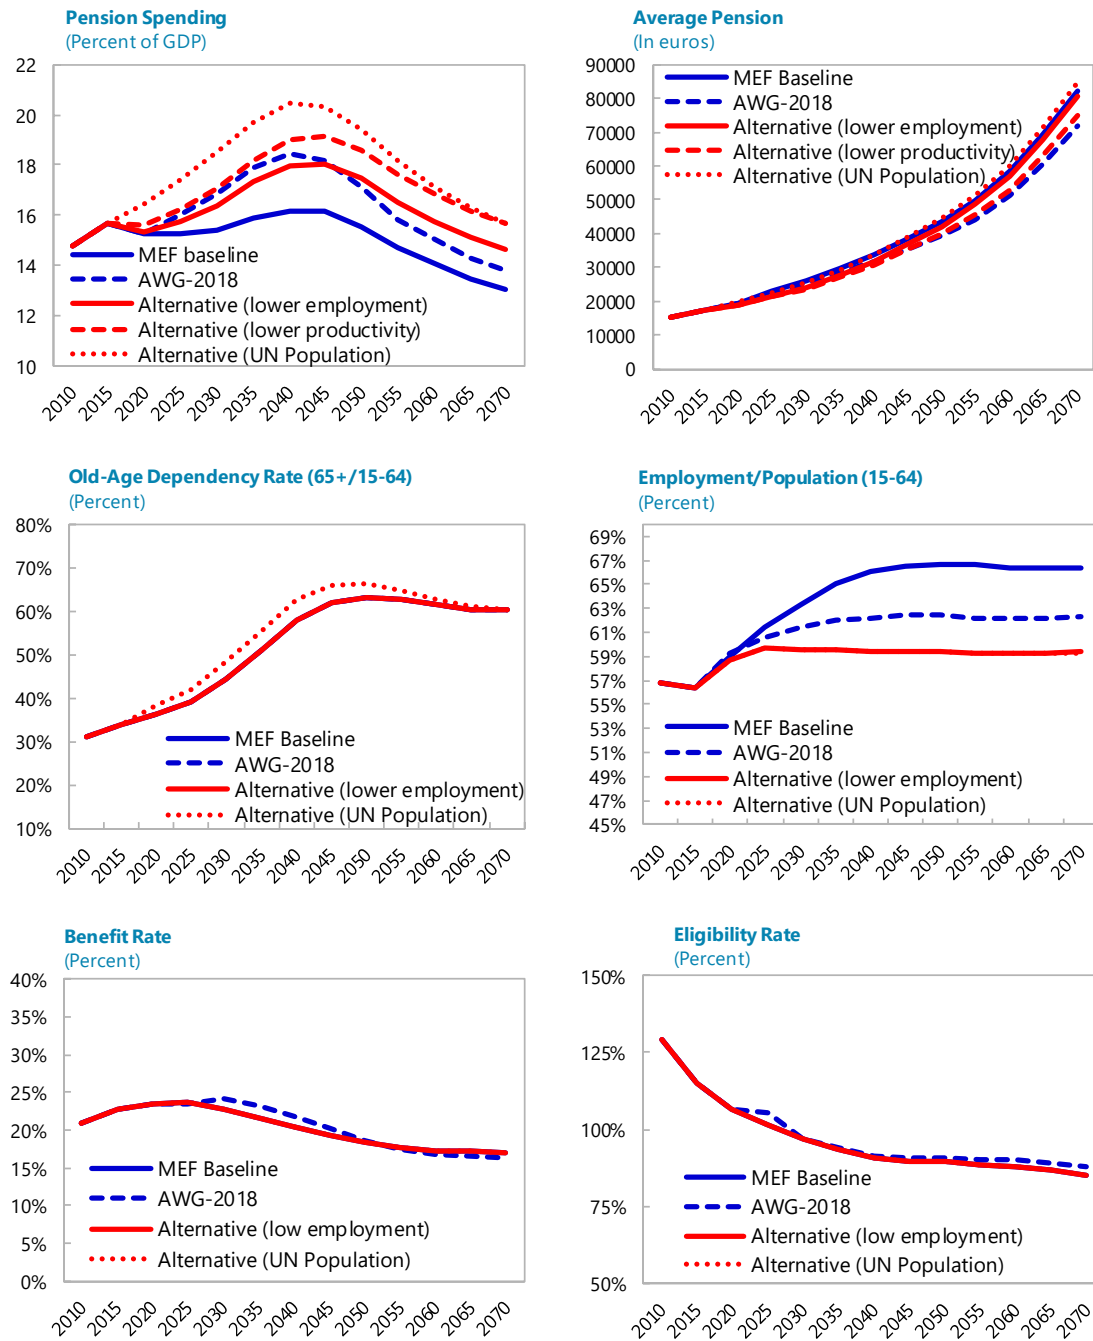 Pension Spending
(Percent of GDP)
22
20
18
16
14
12
10
MEF baseline
AWG-2018
Alternative (lower employment)
Alternative (lower productivity)
Alternative (UN Population)
2010 2015 2020 2025 2030 2035 2040 2045 2050 2055 2060 2065 2070
Average Pension
(In euros)
90000
80000
70000
60000
50000
40000
30000
20000
10000
0
MEF Baseline
AWG-2018
Alternative (lower employment)
Alternative (lower productivity)
Alternative (UN Population)
2010 2015 2020 2025 2030 2035 2040 2045 2050 2055 2060 2065 2070
Old-Age Dependency Rate (65+/15-64)
(Percent)
80%
70%
60%
50%
40%
30%
20%
10%
MEF Baseline
AWG-2018
Alternative (lower employment)
Alternative (UN Population)
2010 2015 2020 2025 2030 2035 2040 2045 2050 2055 2060 2065 2070
Employment/Population (15-64)
(Percent)
69%
67%
65%
63%
61%
59%
57%
55%
53%
51%
49%
47%
45%
MEF Baseline
AWG-2018
Alternative (lower employment)
Alternative (UN Population)
2010 2015 2020 2025 2030 2035 2040 2045 2050 2055 2060 2065 2070
Benefit Rate
(Percent)
40%
35%
30%
25%
20%
15%
10%
5%
0%
MEF Baseline
AWG-2018
Alternative (low employment)
Alternative (UN Population)
2010 2015 2020 2025 2030 2035 2040 2045 2050 2055 2060 2065 2070
Eligibility Rate
(Percent)
150%
125%
100%
75%
50%
MEF Baseline
AWG-2018
Alternative (low employment)
Alternative (UN Population)
2010 2015 2020 2025 2030 2035 2040 2045 2050 2055 2060 2065 2070